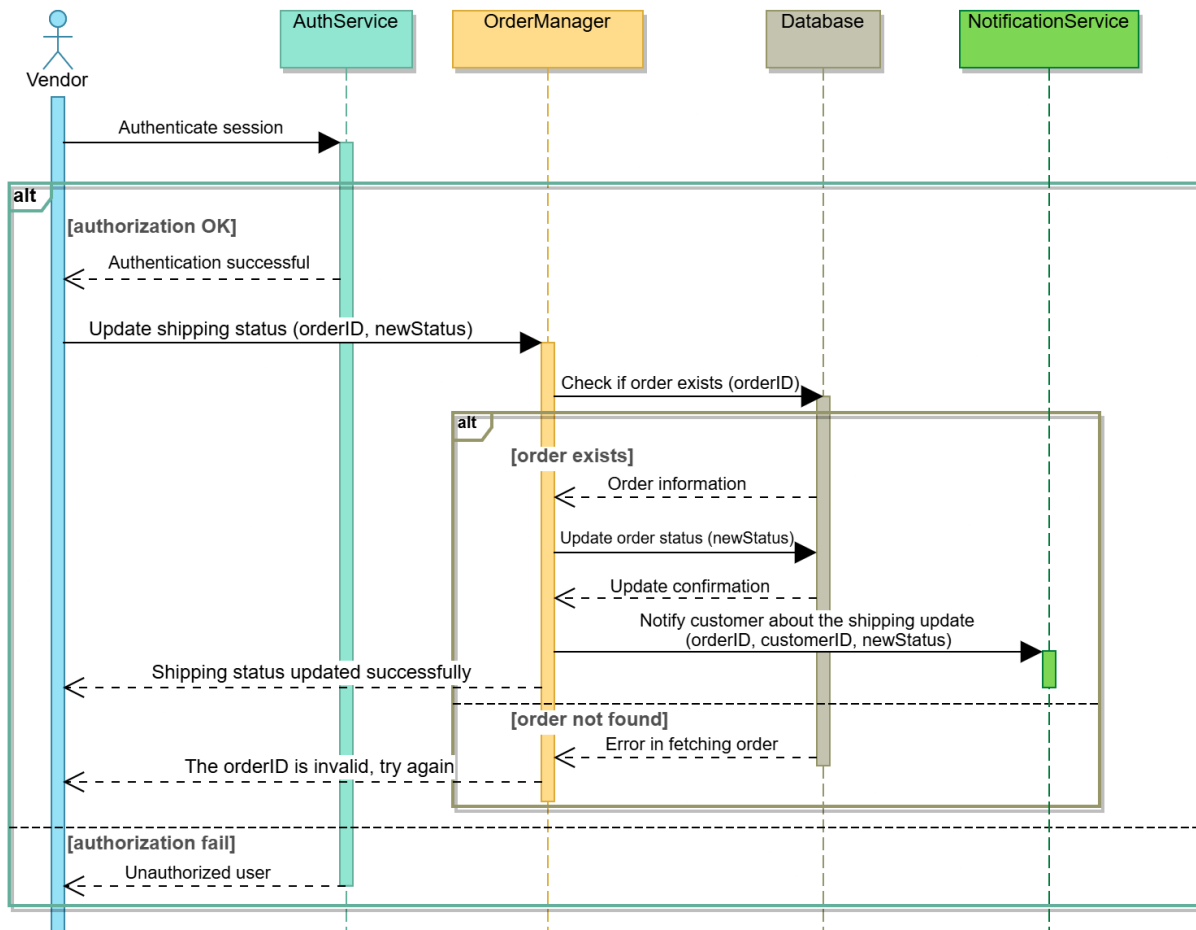 AuthService
OrderManager
Database
NotificationService
Vendor
Authenticate session
alt
[authorization OK]
Authentication successful
Update shipping status (orderID, newStatus)
Check if order exists (orderID)
alt
[order exists]
Order information
Update order status (newStatus)
Update confirmation
Notify customer about the shipping update
(orderID, customerID, newStatus)
Shipping status updated successfully
[order not found]
Error in fetching order
The orderID is invalid, try again
[authorization fail]
Unauthorized user